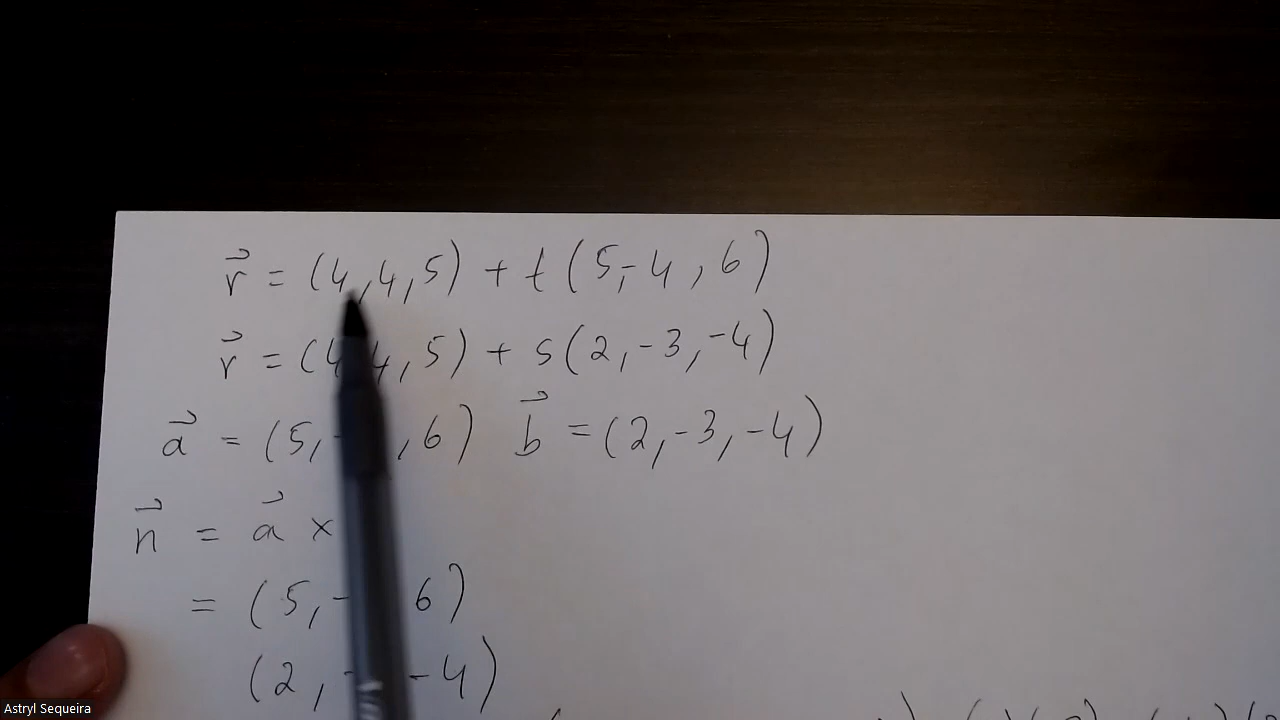 r⃗ = (4,4,5) + t(5,-4,6)
r⃗ = (4,4,5) + s(2,-3,-4)
a⃗ = (5,- ,6) b⃗ = (2,-3,-4)
n⃗ = a⃗ ×
= (5,- 6)
(2,- -4)
Astryl Sequeira